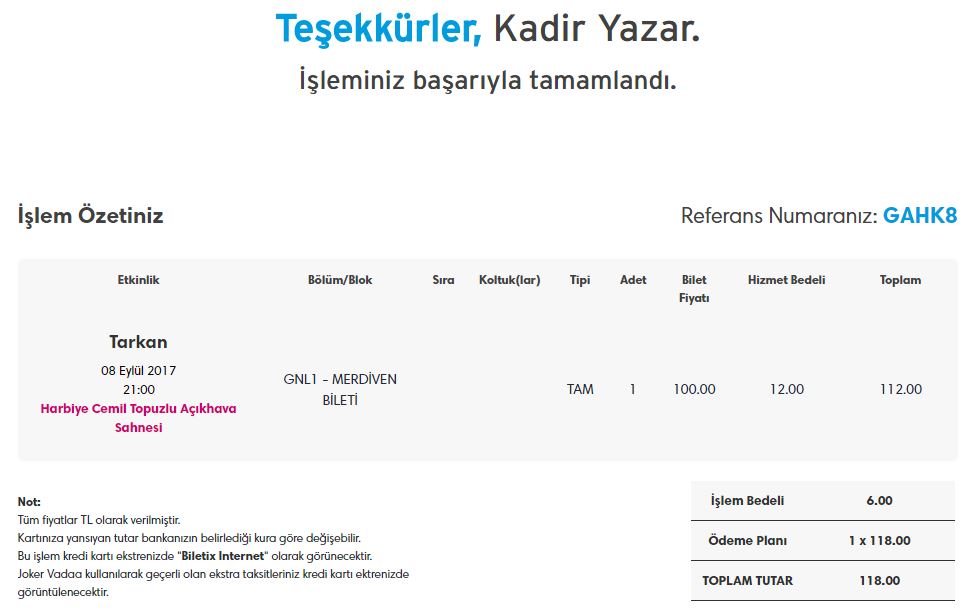 Teşekkürler, Kadir Yazar.
İşleminiz başarıyla tamamlandı.
İşlem Özetiniz
Referans Numaranız: GAHK8
Etkinlik Bölüm/Blok Sıra Koltuk(lar) Tipi Adet Bilet Fiyatı Hizmet Bedeli Toplam
Tarkan
08 Eylül 2017
21:00
Harbiye Cemil Topuzlu Açıkhava
Sahnesi
GNL1 - MERDİVEN
BİLETİ
TAM 1 100.00 12.00 112.00
Not:
Tüm fiyatlar TL olarak verilmiştir.
Kartınıza yansıyan tutar bankanızın belirlediği kura göre değişebilir.
Bu işlem kredi kartı ekstrenizde "Biletix Internet" olarak görünecektir.
Joker Vadaa kullanılarak geçerli olan ekstra taksitleriniz kredi kartı ektrenizde
görüntülenecektir.
İşlem Bedeli 6.00
Ödeme Planı 1 x 118.00
TOPLAM TUTAR 118.00